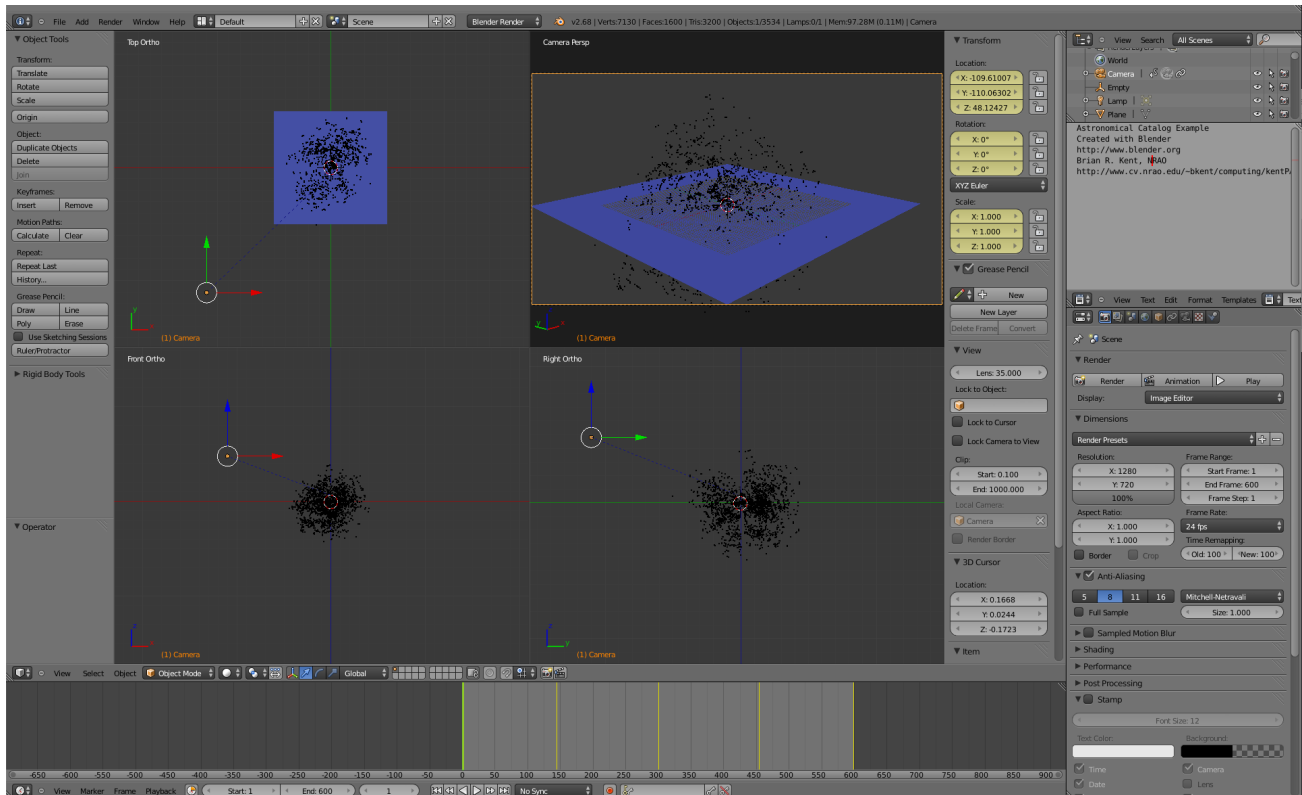 File Add Render Window Help Default Scene Blender Render v2.68 | Verts:7130 | Faces:1600 | Tris:3200 | Objects:1/3534 | Lamps:0/1 | Mem:97.28M (0.11M) | Camera
Object Tools
Transform:
Translate
Rotate
Scale
Origin
Object:
Duplicate Objects
Delete
Join
Keyframes:
Insert Remove
Motion Paths:
Calculate Clear
Repeat:
Repeat Last
History...
Grease Pencil:
Draw Line
Poly Erase
Use Sketching Sessions
Ruler/Protractor
Rigid Body Tools
Operator
Top Ortho
(1) Camera
Camera Persp
(1) Camera
Front Ortho
(1) Camera
Right Ortho
(1) Camera
Transform
Location:
X: -109.61007
Y: -110.06302
Z: 48.12427
Rotation:
X: 0°
Y: 0°
Z: 0°
XYZ Euler
Scale:
X: 1.000
Y: 1.000
Z: 1.000
Grease Pencil
New
New Layer
Delete Frame Convert
View
Lens: 35.000
Lock to Object:
Lock to Cursor
Lock Camera to View
Clip:
Start: 0.100
End: 1000.000
Local Camera:
Camera
Render Border
3D Cursor
Location:
X: 0.1668
Y: 0.0244
Z: -0.1723
Item
View Search All Scenes
World
Camera
Empty
Lamp
Plane
Astronomical Catalog Example
Created with Blender
http://www.blender.org
Brian R. Kent, NRAO
http://www.cv.nrao.edu/~bkent/computing/kentPA
View Text Edit Format Templates Text
Scene
Render
Render Animation Play
Display: Image Editor
Dimensions
Render Presets
Resolution: Frame Range:
X: 1280 Start Frame: 1
Y: 720 End Frame: 600
100% Frame Step: 1
Aspect Ratio: Frame Rate:
X: 1.000 24 fps
Y: 1.000 Time Remapping:
Border Crop Old: 100 New: 100
Anti-Aliasing
5 8 11 16 Mitchell-Netravali
Full Sample Size: 1.000
Sampled Motion Blur
Shading
Performance
Post Processing
Stamp
Font Size: 12
Text Color: Background:
Time Camera
Date Lens
View Select Object Object Mode Global
-650 -600 -550 -500 -450 -400 -350 -300 -250 -200 -150 -100 -50 0 50 100 150 200 250 300 350 400 450 500 550 600 650 700 750 800 850 900
View Marker Frame Playback Start: 1 End: 600 1 No Sync